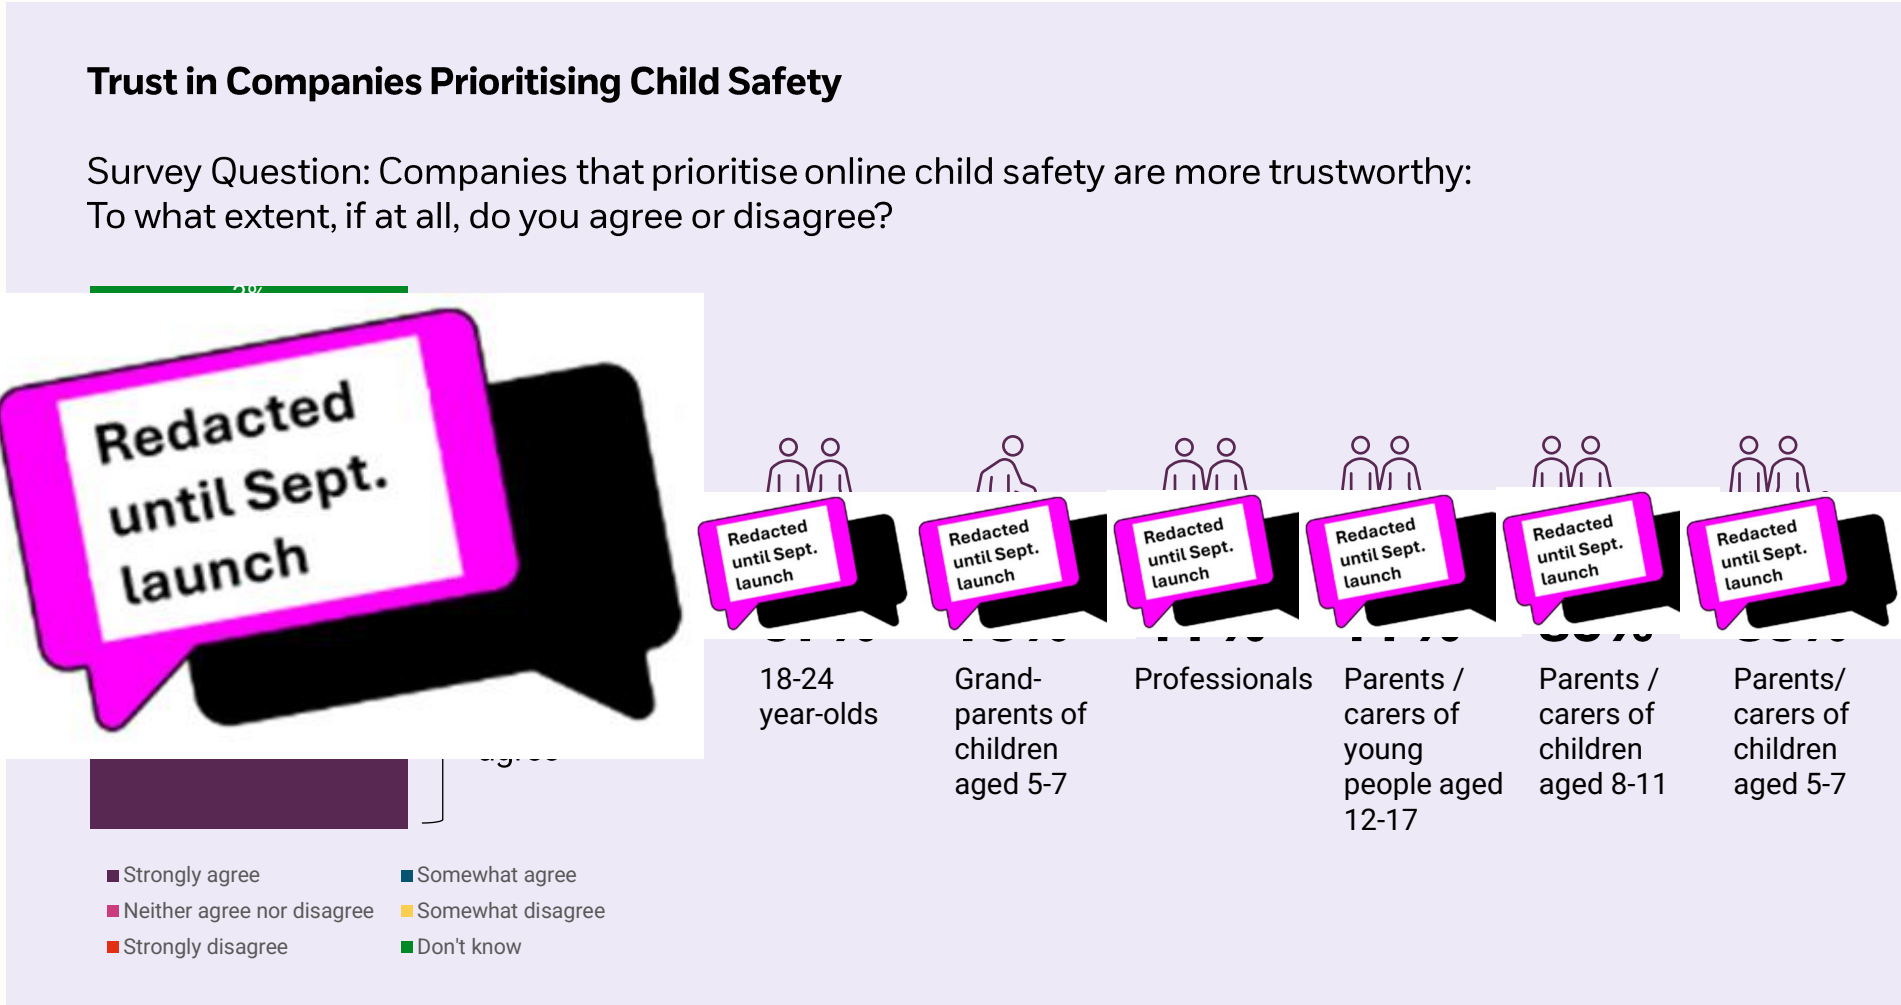 Trust in Companies Prioritising Child Safety
Survey Question: Companies that prioritise online child safety are more trustworthy:
To what extent, if at all, do you agree or disagree?
Redacted
until Sept.
launch
Redacted
until Sept.
launch
Redacted
until Sept.
launch
Redacted
until Sept.
launch
Redacted
until Sept.
launch
Redacted
until Sept.
launch
Redacted
until Sept.
launch
agree
18-24
year-olds
Grand-
parents of
children
aged 5-7
Professionals
Parents /
carers of
young
people aged
12-17
Parents /
carers of
children
aged 8-11
Parents/
carers of
children
aged 5-7
Strongly agree
Somewhat agree
Neither agree nor disagree
Somewhat disagree
Strongly disagree
Don't know